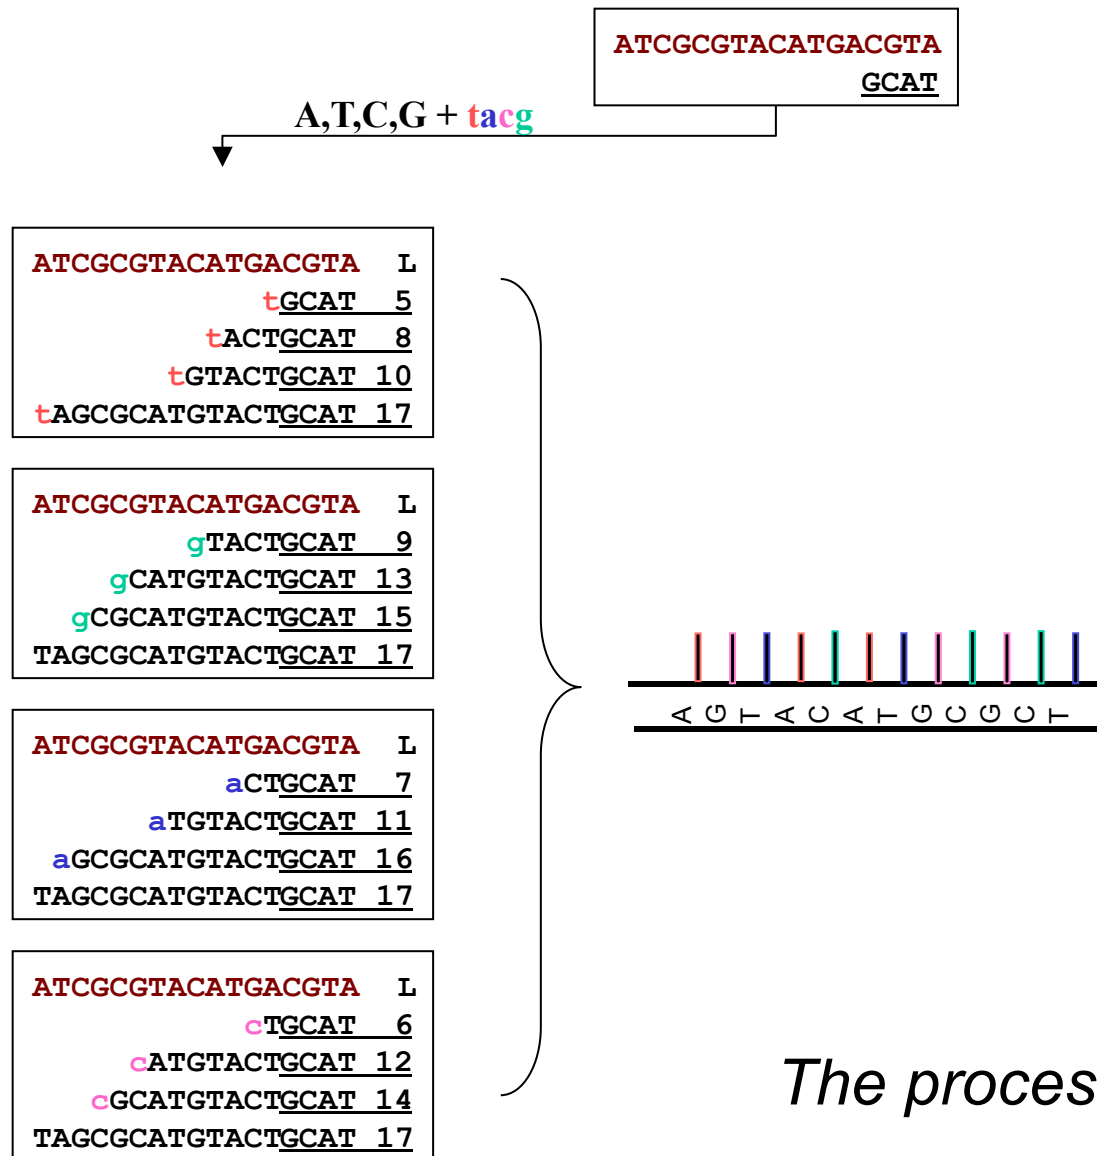 ATCGCGTACATGACGTA
GCAT
A,T,C,G + tacg
ATCGCGTACATGACGTA L
tGCAT 5
tACTGCAT 8
tGTACTGCAT 10
tAGCGCATGTACTGCAT 17
ATCGCGTACATGACGTA L
gTACTGCAT 9
gCATGTACTGCAT 13
gCGCATGTACTGCAT 15
TAGCGCATGTACTGCAT 17
ATCGCGTACATGACGTA L
aCTGCAT 7
aTGTACTGCAT 11
aGCGCATGTACTGCAT 16
TAGCGCATGTACTGCAT 17
ATCGCGTACATGACGTA L
cTGCAT 6
cATGTACTGCAT 12
cGCATGTACTGCAT 14
TAGCGCATGTACTGCAT 17
A G T A C A T G C G C T
The proces